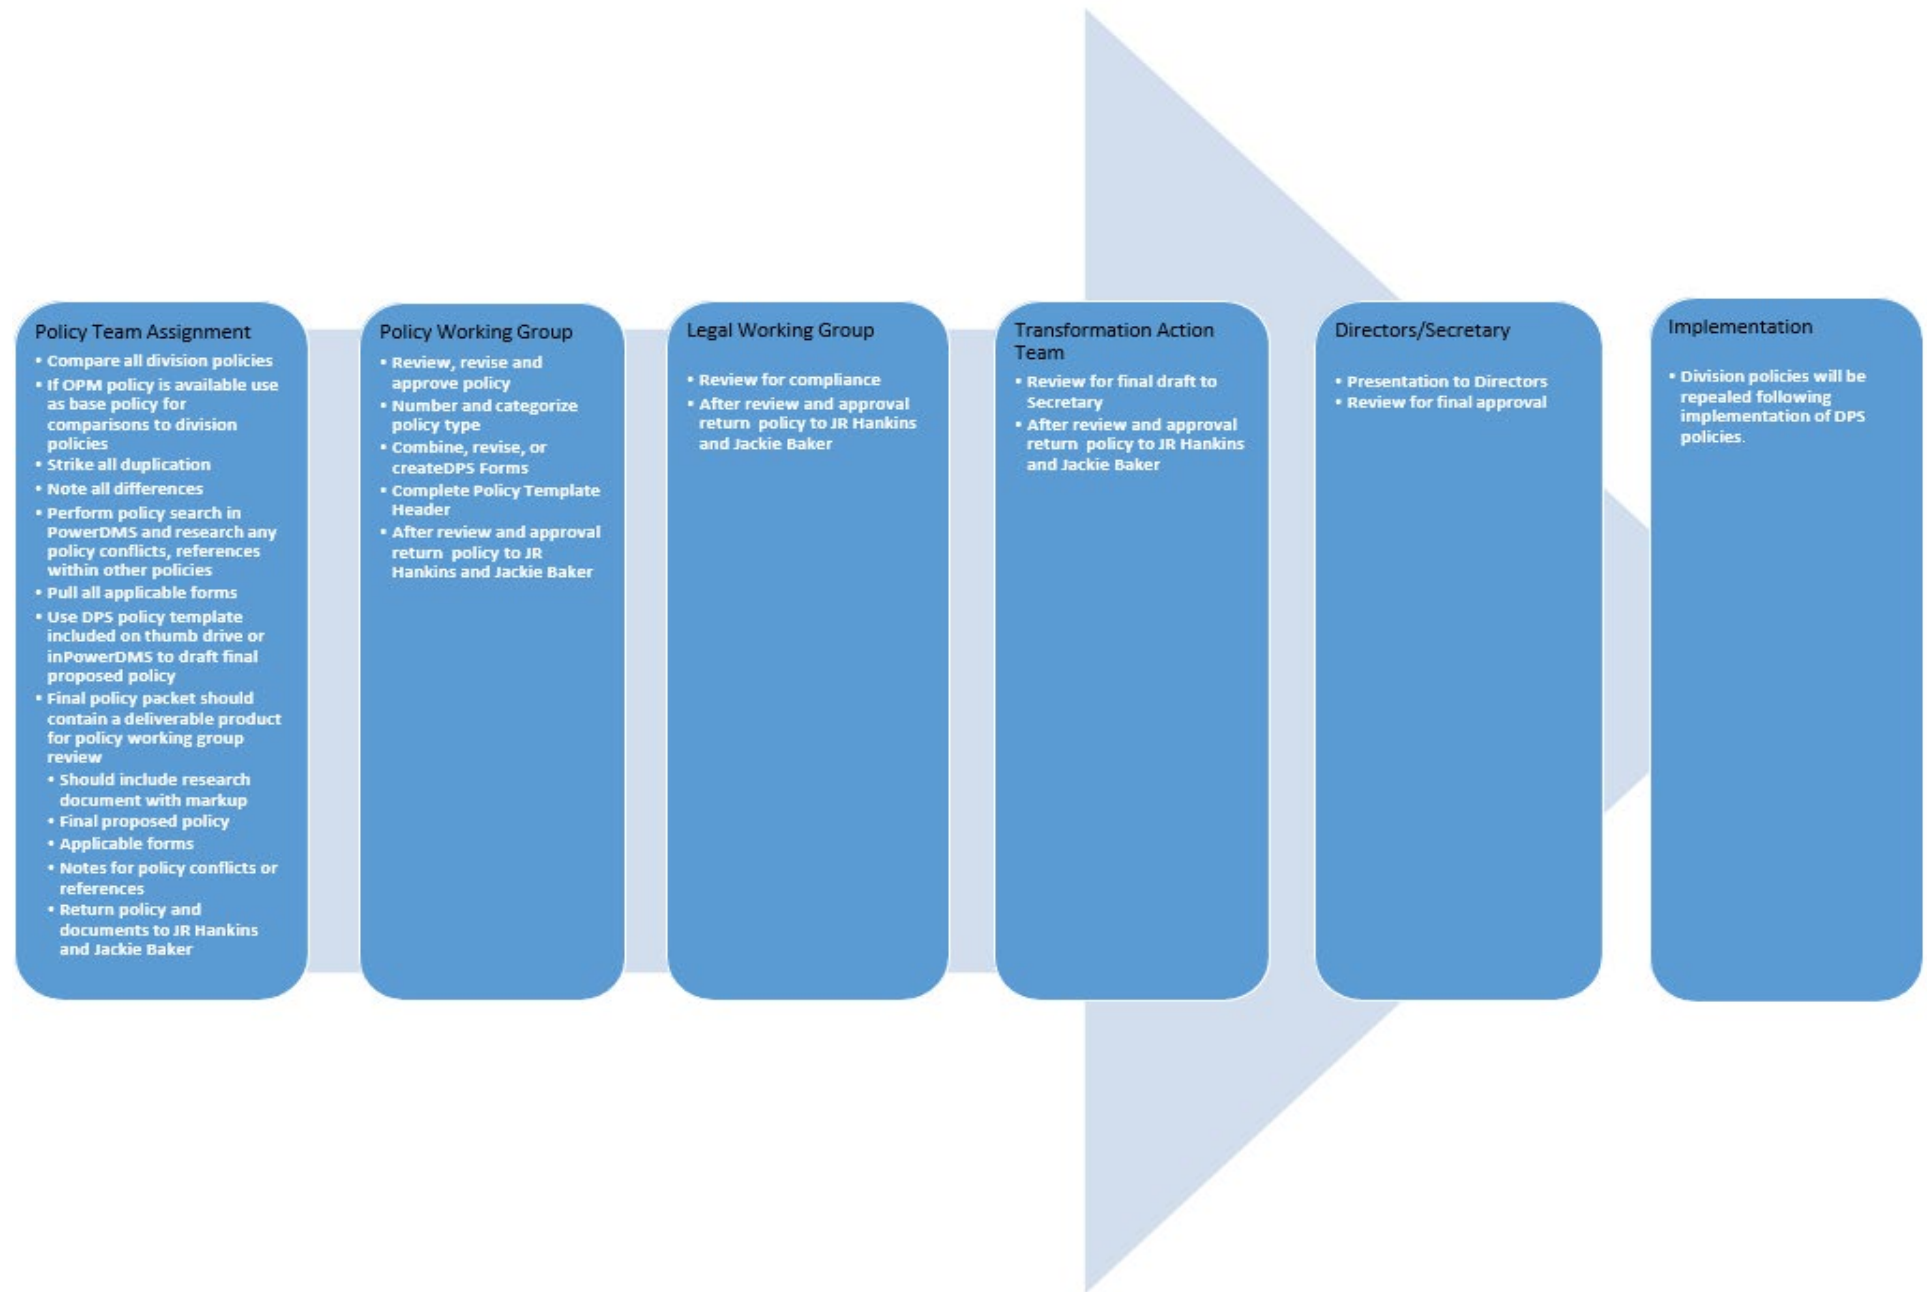 Policy Team Assignment
• Compare all division policies
• If OPM policy is available use
as base policy for
comparisons to division
policies
• Strike all duplication
• Note all differences
• Perform policy search in
PowerDMS and research any
policy conflicts, references
within other policies
• Pull all applicable forms
• Use DPS policy template
included on thumb drive or
inPowerDMS to draft final
proposed policy
• Final policy packet should
contain a deliverable product
for policy working group
review
• Should include research
document with markup
• Final proposed policy
• Applicable forms
• Notes for policy conflicts or
references
• Return policy and
documents to JR Hankins
and Jackie Baker
Policy Working Group
• Review, revise and
approve policy
• Number and categorize
policy type
• Combine, revise, or
createDPS Forms
• Complete Policy Template
Header
• After review and approval
return policy to JR
Hankins and Jackie Baker
Legal Working Group
• Review for compliance
• After review and approval
return policy to JR Hankins
and Jackie Baker
Transformation Action
Team
• Review for final draft to
Secretary
• After review and approval
return policy to JR Hankins
and Jackie Baker
Directors/Secretary
• Presentation to Directors
• Review for final approval
Implementation
• Division policies will be
repealed following
implementation of DPS
policies.